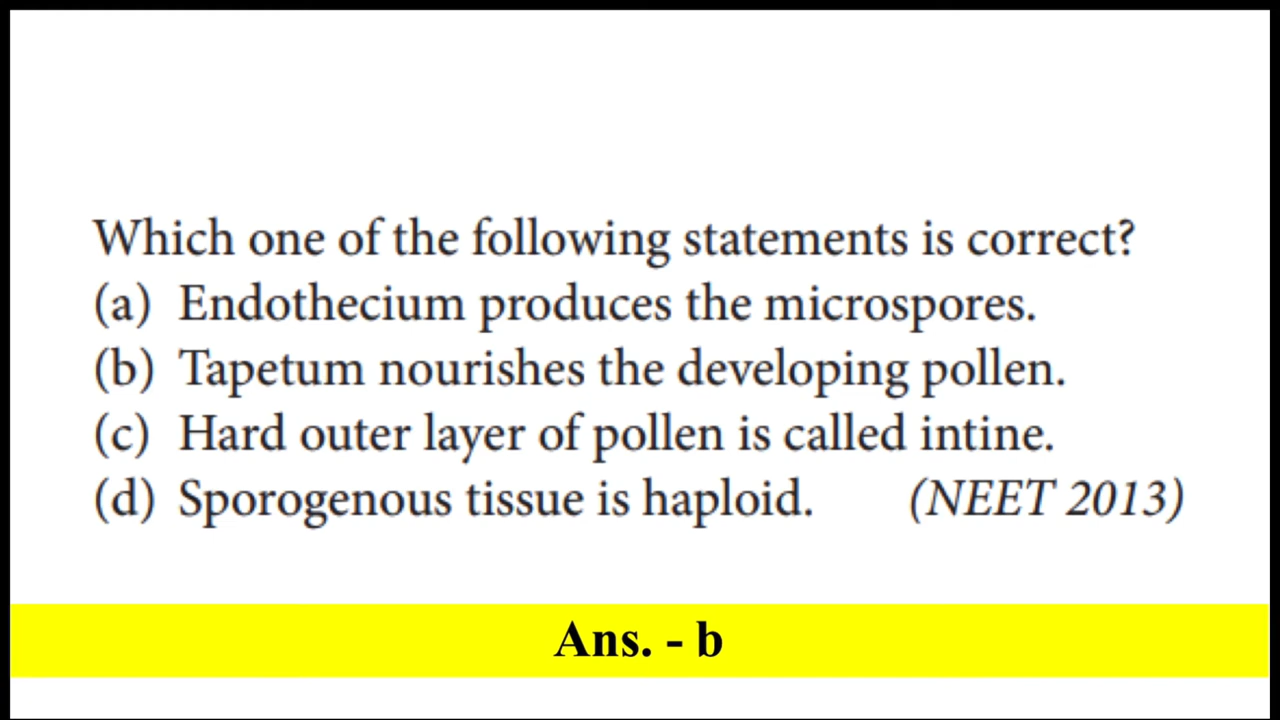 Which one of the following statements is correct?
(a) Endothecium produces the microspores.
(b) Tapetum nourishes the developing pollen.
(c) Hard outer layer of pollen is called intine.
(d) Sporogenous tissue is haploid. (NEET 2013)
Ans. - b